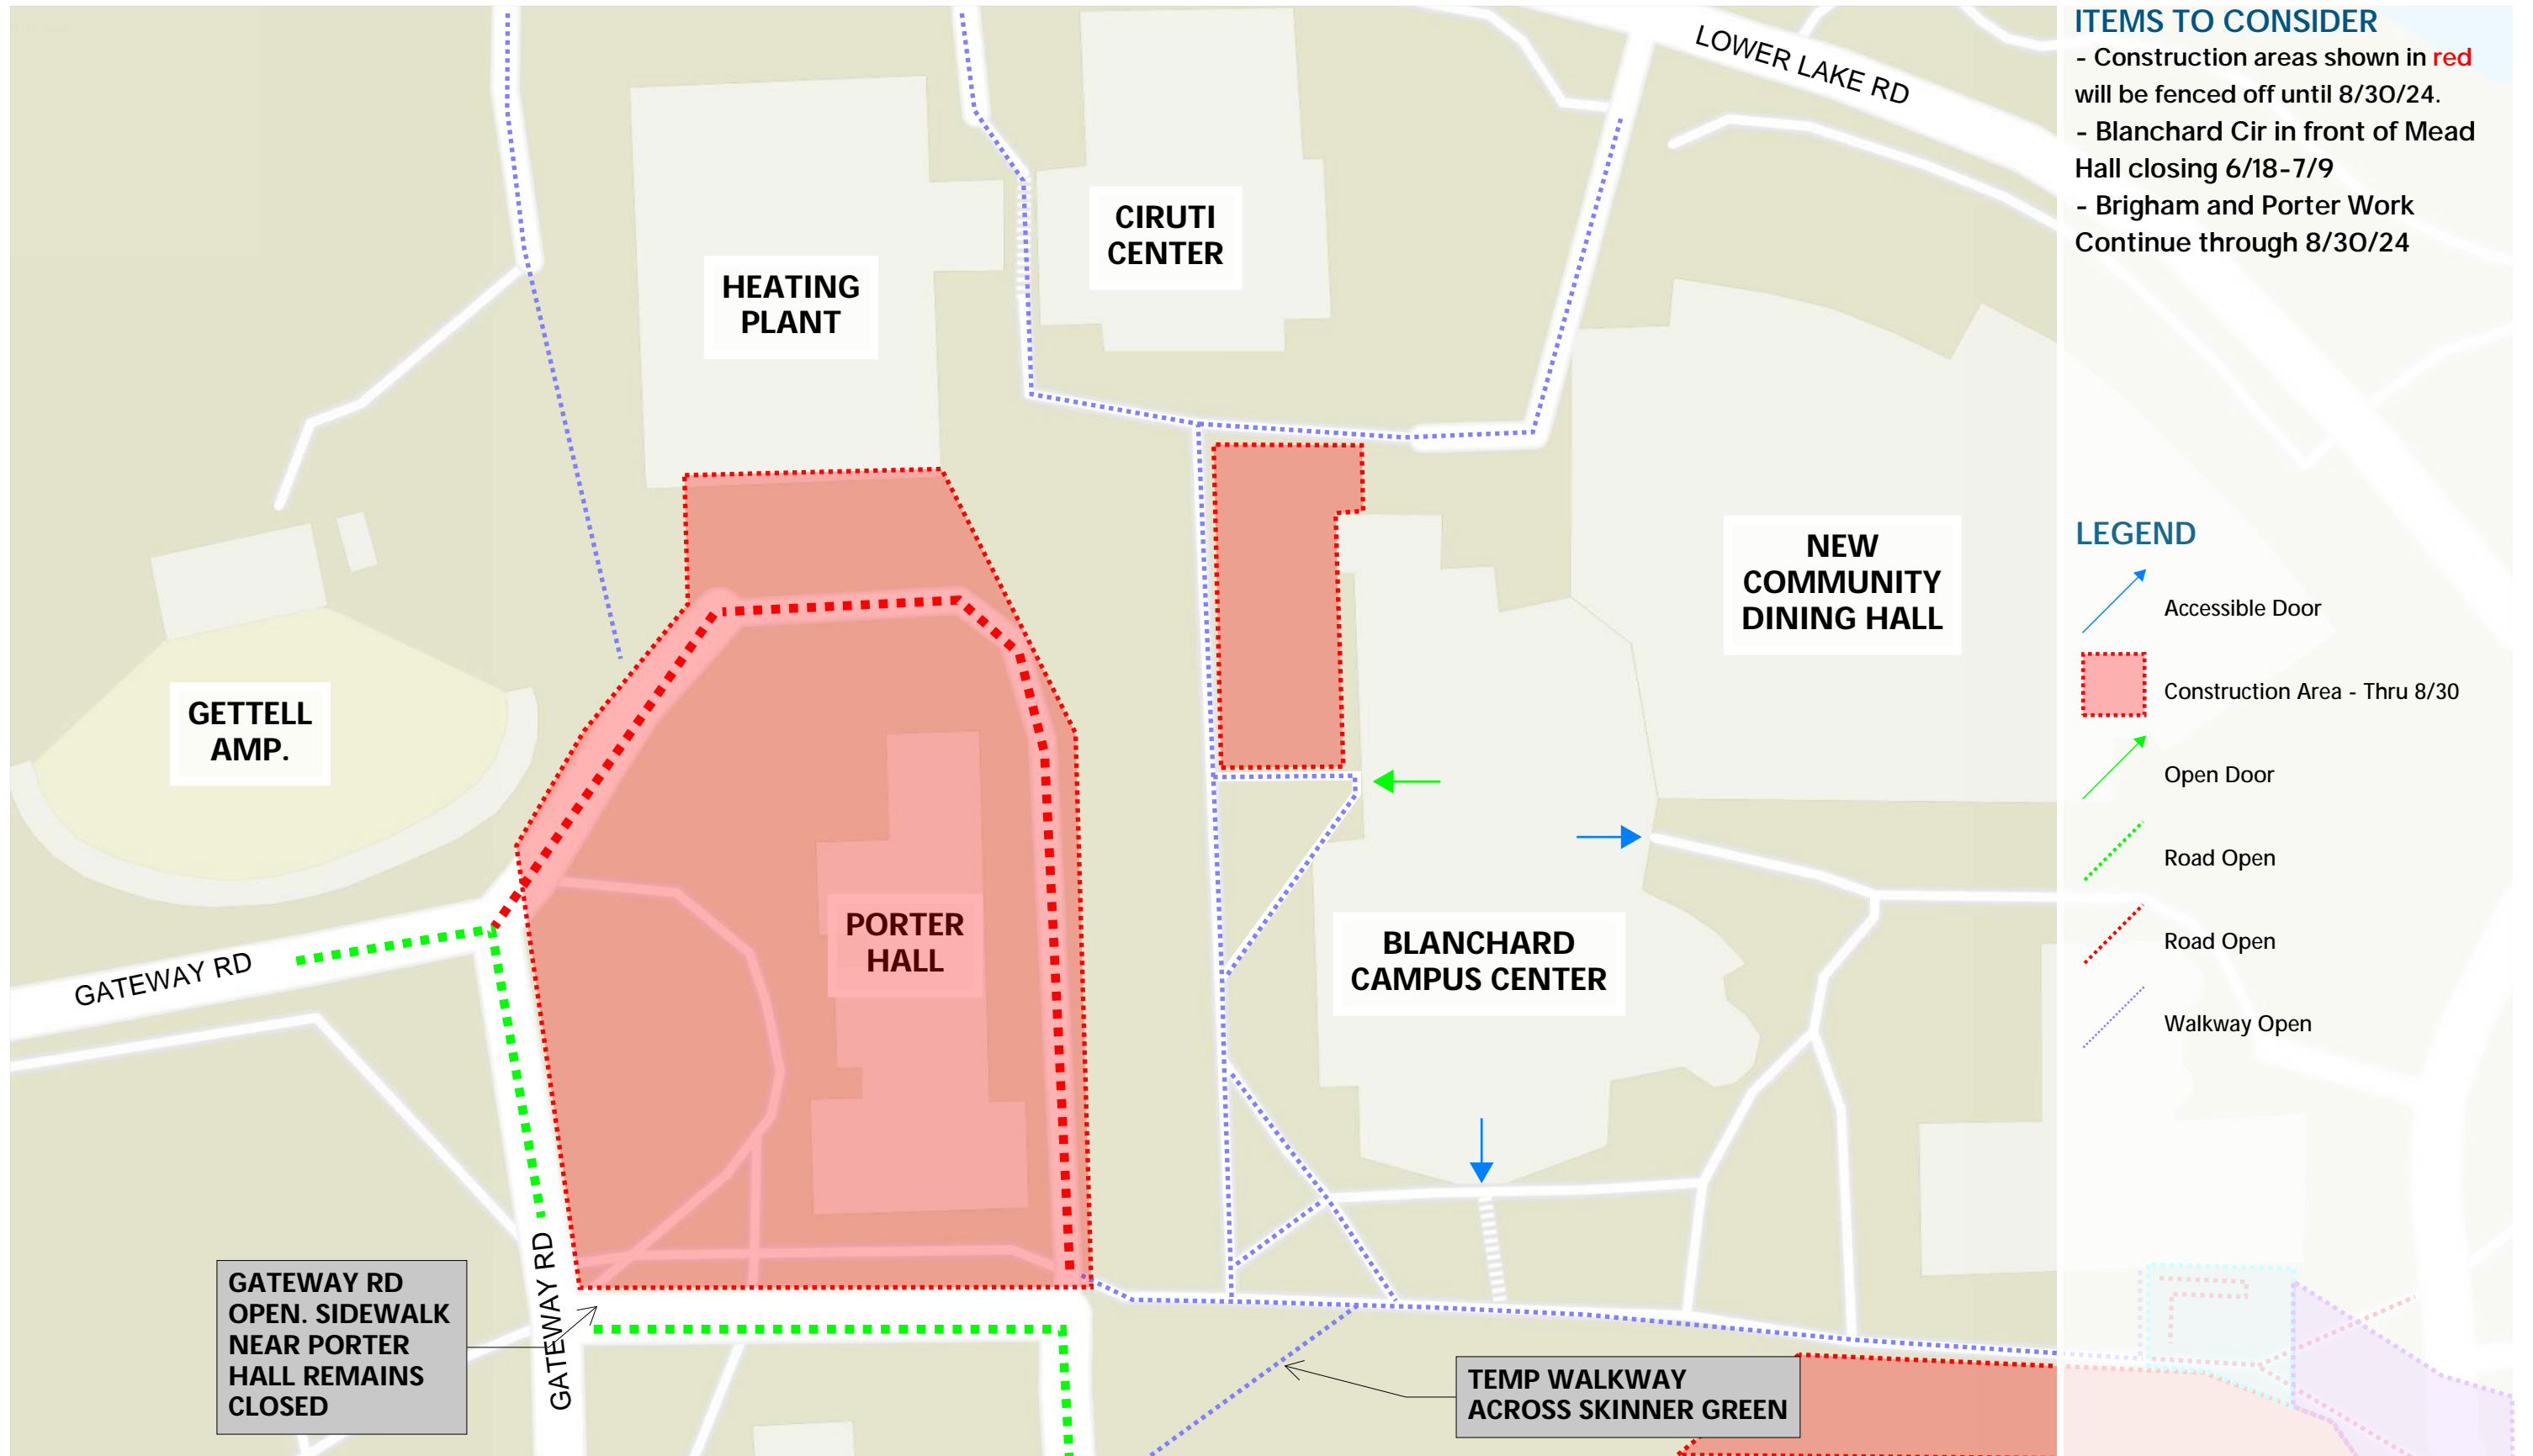 LOWER LAKE RD
CIRUTI
CENTER
HEATING
PLANT
NEW
COMMUNITY
DINING HALL
GETTELL
AMP.
PORTER
HALL
BLANCHARD
CAMPUS CENTER
GATEWAY RD
GATEWAY RD
GATEWAY RD
OPEN. SIDEWALK
NEAR PORTER
HALL REMAINS
CLOSED
TEMP WALKWAY
ACROSS SKINNER GREEN
ITEMS TO CONSIDER
- Construction areas shown in red
will be fenced off until 8/30/24.
- Blanchard Cir in front of Mead
Hall closing 6/18-7/9
- Brigham and Porter Work
Continue through 8/30/24
LEGEND
Accessible Door
Construction Area - Thru 8/30
Open Door
Road Open
Road Open
Walkway Open